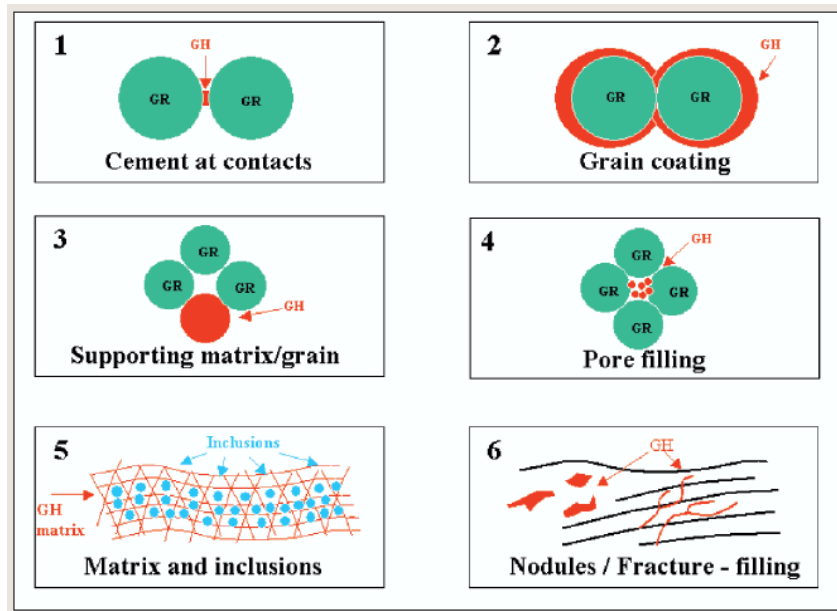 1
GH
GR
GR
Cement at contacts
2
GH
GR
GR
Grain coating
3
GR
GR
GR
GH
Supporting matrix/grain
4
GH
GR
GR
GR
GR
Pore filling
5
Inclusions
GH
matrix
Matrix and inclusions
6
GH
Nodules / Fracture - filling